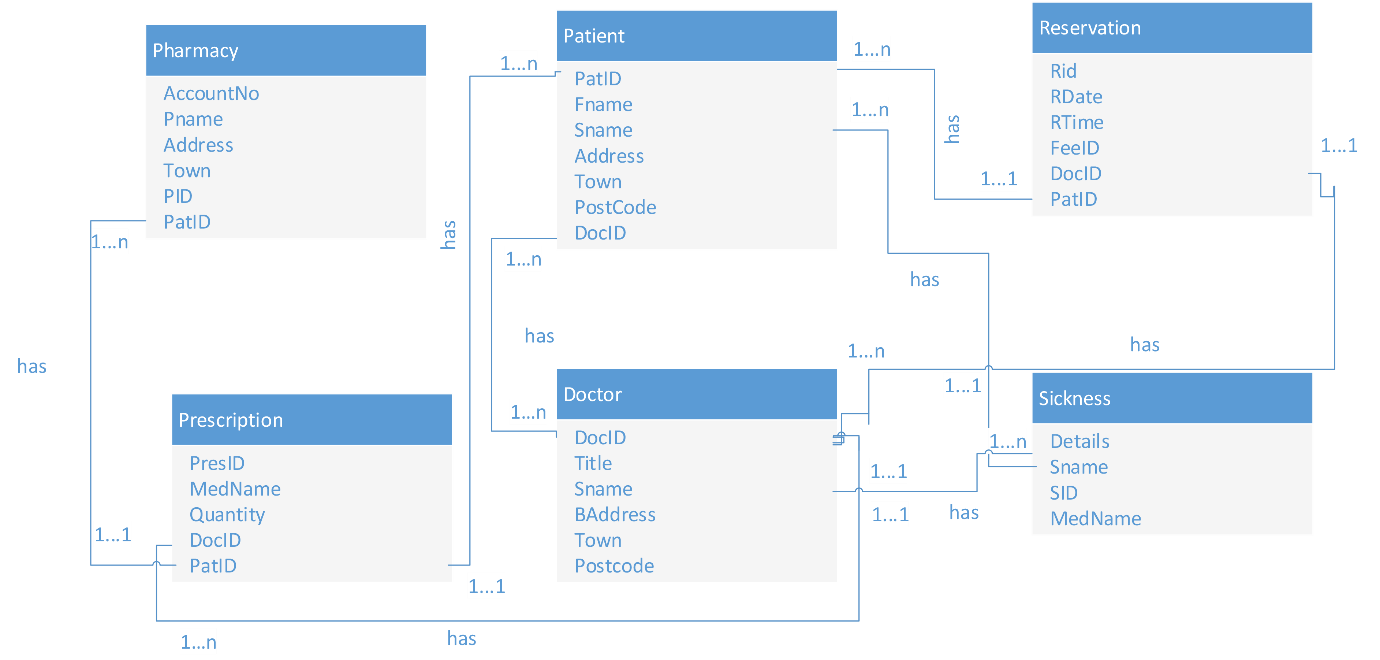 Pharmacy
AccountNo
Pname
Address
Town
PID
PatID
1...n
has
1...1
Prescription
PresID
MedName
Quantity
DocID
PatID
1...1
1...n
has
1...n
has
Patient
PatID
Fname
Sname
Address
Town
PostCode
DocID
1...n
has
1...n
Doctor
DocID
Title
Sname
BAddress
Town
Postcode
1...n
1...n
has
1...1
has
1...n
1...1
1...n
1...1
1...1
has
Reservation
Rid
RDate
RTime
FeeID
DocID
PatID
1...1
has
Sickness
Details
Sname
SID
MedName